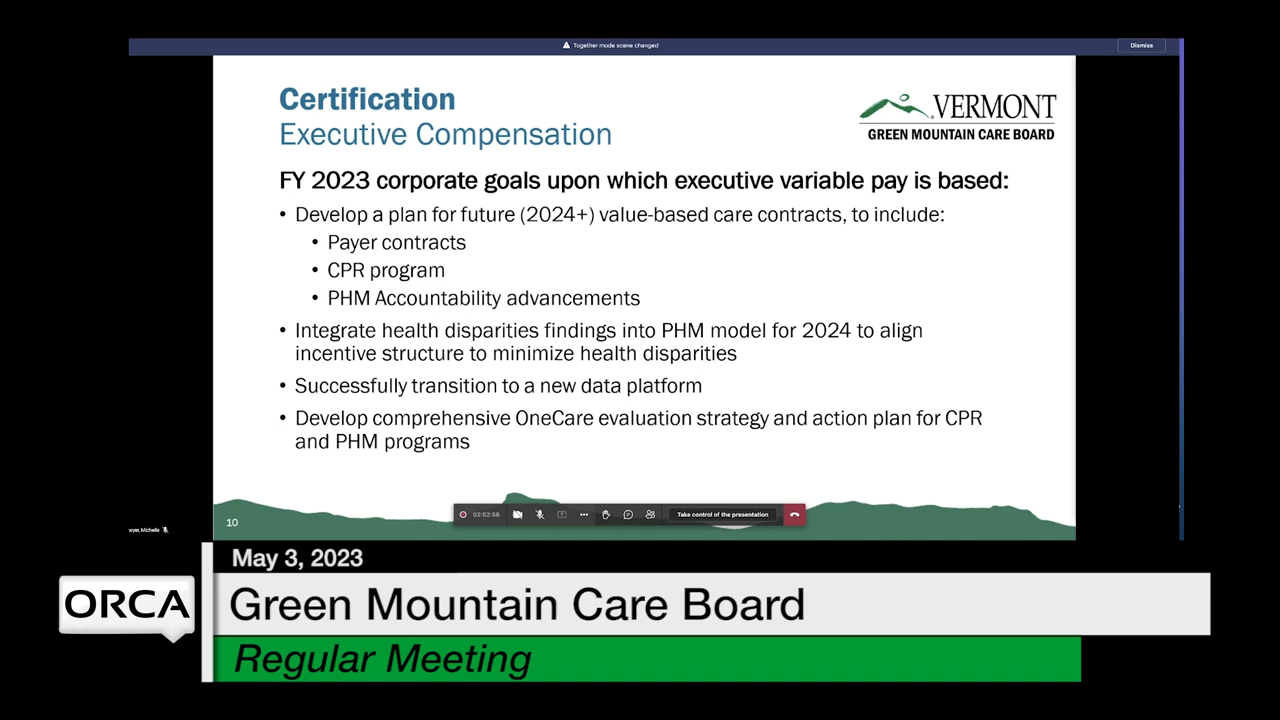 Together mode scene changed
Dismiss
Certification
Executive Compensation
VERMONT
GREEN MOUNTAIN CARE BOARD
FY 2023 corporate goals upon which executive variable pay is based:
• Develop a plan for future (2024+) value-based care contracts, to include:
• Payer contracts
• CPR program
• PHM Accountability advancements
• Integrate health disparities findings into PHM model for 2024 to align
incentive structure to minimize health disparities
• Successfully transition to a new data platform
• Develop comprehensive OneCare evaluation strategy and action plan for CPR
and PHM programs
02:52:58
Take control of the presentation
10
Michelle
May 3, 2023
ORCA
Green Mountain Care Board
Regular Meeting